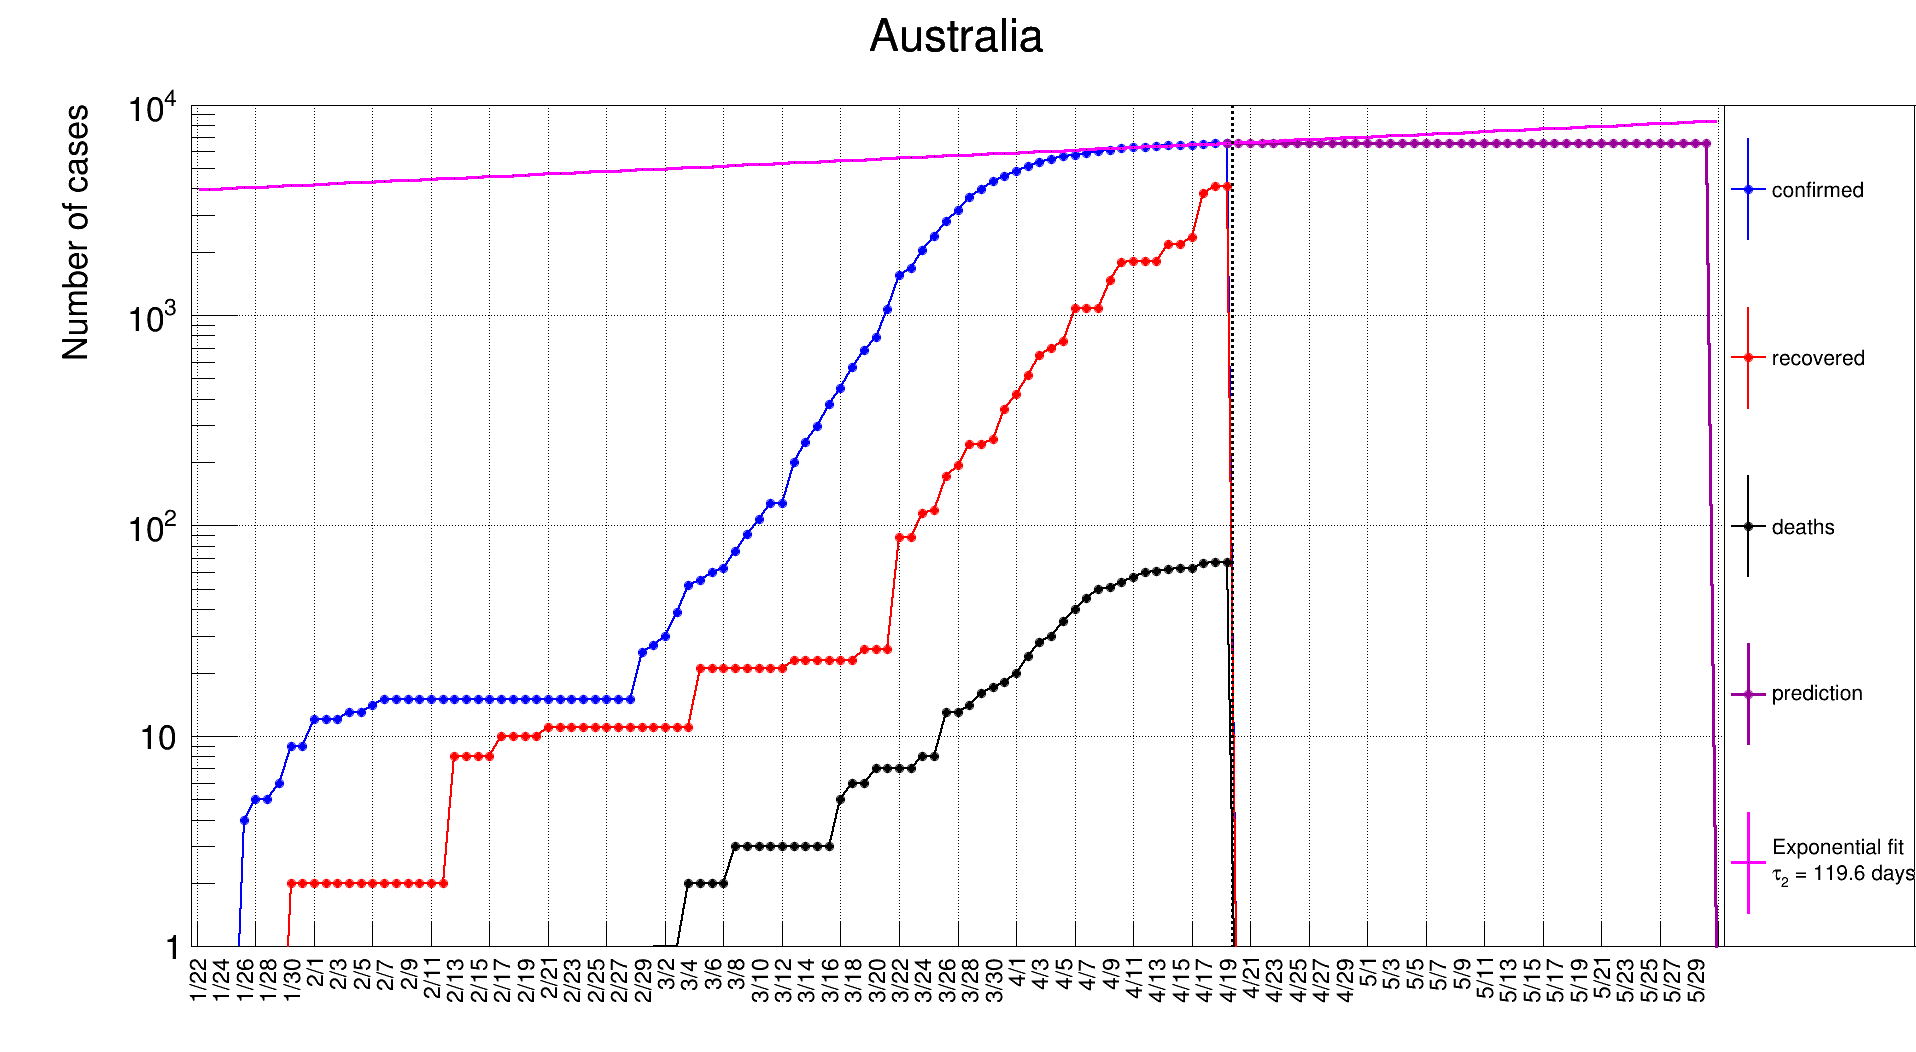 Australia
Number of cases
10⁴
10³
10²
10
1
1/22 1/24 1/26 1/28 1/30 2/1 2/3 2/5 2/7 2/9 2/11 2/13 2/15 2/17 2/19 2/21 2/23 2/25 2/27 2/29 3/2 3/4 3/6 3/8 3/10 3/12 3/14 3/16 3/18 3/20 3/22 3/24 3/26 3/28 3/30 4/1 4/3 4/5 4/7 4/9 4/11 4/13 4/15 4/17 4/19 4/21 4/23 4/25 4/27 4/29 5/1 5/3 5/5 5/7 5/9 5/11 5/13 5/15 5/17 5/19 5/21 5/23 5/25 5/27 5/29
confirmed
recovered
deaths
prediction
Exponential fit
τ₂ = 119.6 days